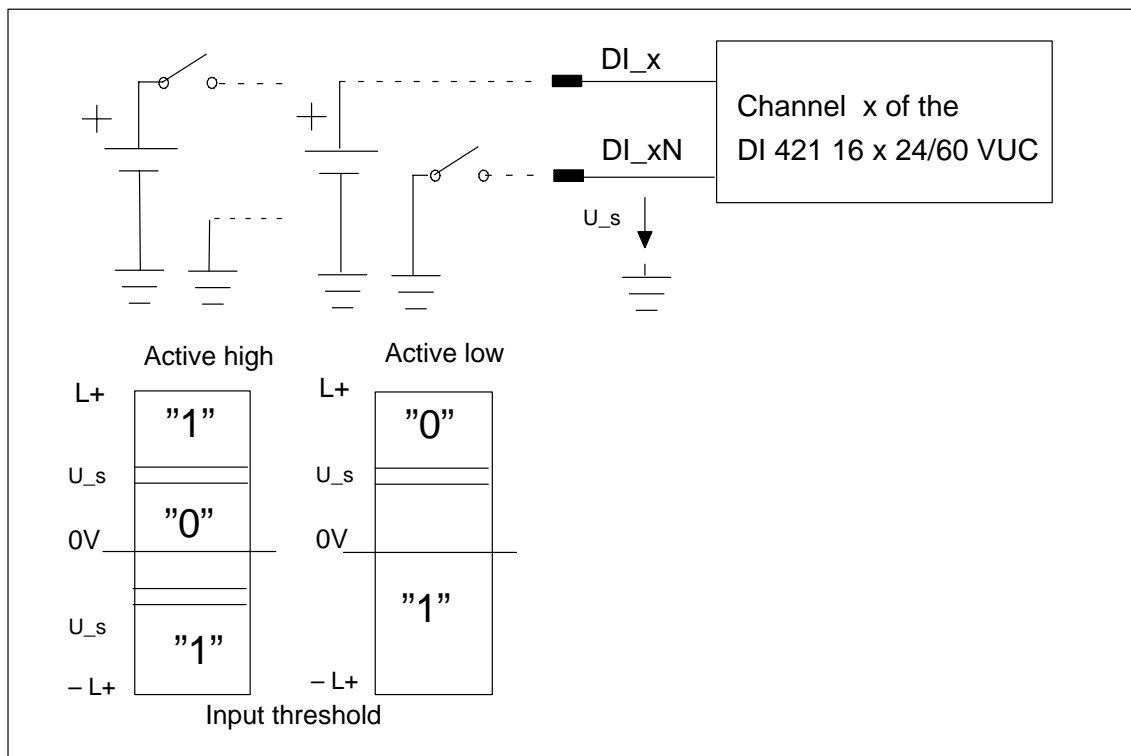 DI_x
Channel x of the
DI 421 16 x 24/60 VUC
+
+
DI_xN
U_s
Active high
Active low
L+
"1"
U_s
"0"
0V
U_s
"1"
– L+
L+
"0"
U_s
0V
"1"
– L+
Input threshold